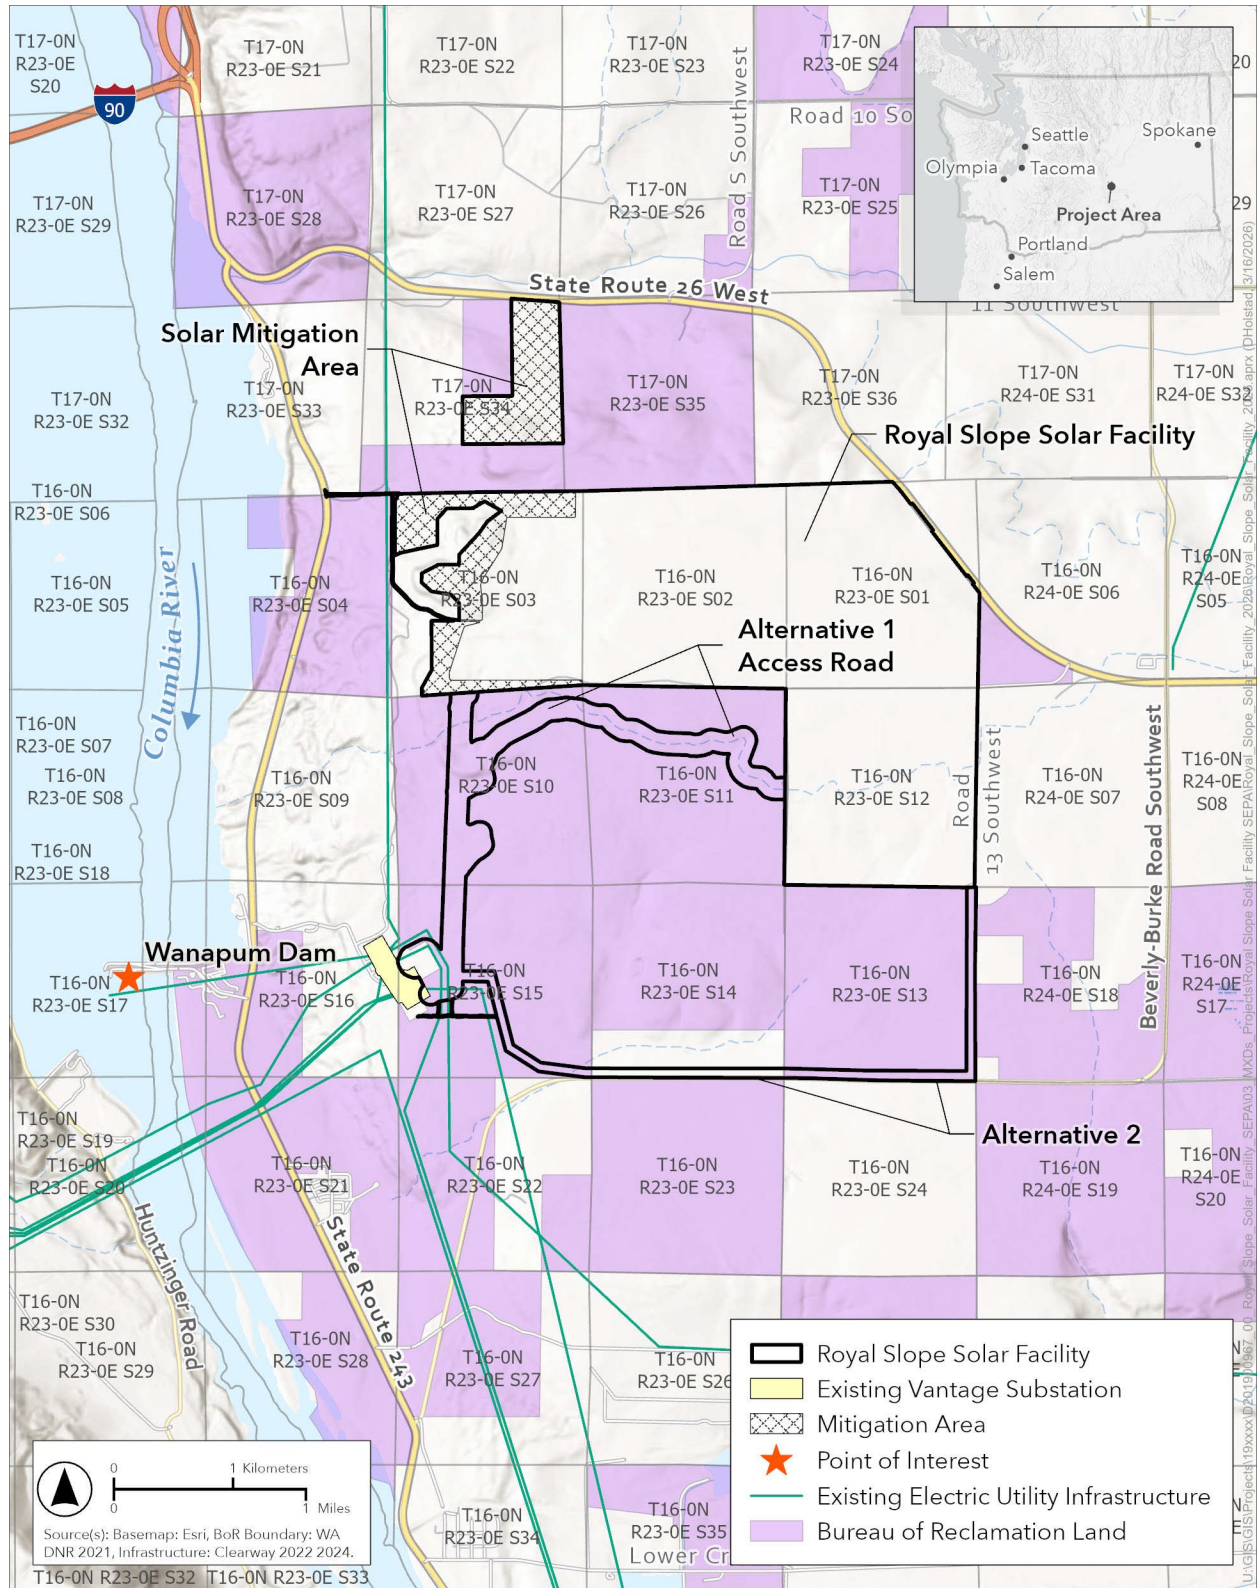 T17-0N
R23-0E
S20
T17-0N
R23-0E S21
T17-0N
R23-0E S22
T17-0N
R23-0E S23
T17-0N
R23-0E S24
20
90
Road 10 So
Road S Southwest
Seattle
Spokane
Olympia
Tacoma
Project Area
Portland
Salem
T17-0N
R23-0E S29
T17-0N
R23-0E S28
T17-0N
R23-0E S27
T17-0N
R23-0E S26
T17-0N
R23-0E S25
29
State Route 26 West
11 Southwest
Solar Mitigation
Area
T17-0N
R23-0E S32
T17-0N
R23-0E S33
T17-0N
R23-0E S34
T17-0N
R23-0E S35
T17-0N
R23-0E S36
T17-0N
R24-0E S31
T17-0N
R24-0E S32
Royal Slope Solar Facility
T16-0N
R23-0E S06
T16-0N
R23-0E S05
T16-0N
R23-0E S04
T16-0N
R23-0E S03
T16-0N
R23-0E S02
T16-0N
R23-0E S01
T16-0N
R24-0E S06
T16-0N
R24-0E
S05
Columbia River
Alternative 1
Access Road
T16-0N
R23-0E S07
T16-0N
R23-0E S08
T16-0N
R23-0E S09
T16-0N
R23-0E S10
T16-0N
R23-0E S11
T16-0N
R23-0E S12
Road
13 Southwest
T16-0N
R24-0E S07
Beverly-Burke Road Southwest
T16-0N
R24-0E
S08
T16-0N
R23-0E S18
Wanapum Dam
T16-0N
R23-0E S17
T16-0N
R23-0E S16
T16-0N
R23-0E S15
T16-0N
R23-0E S14
T16-0N
R23-0E S13
T16-0N
R24-0E S18
T16-0N
R24-0E
S17
Alternative 2
T16-0N
R23-0E S19
T16-0N
R23-0E S20
T16-0N
R23-0E S21
T16-0N
R23-0E S22
T16-0N
R23-0E S23
T16-0N
R23-0E S24
T16-0N
R24-0E S19
T16-0N
R24-0E
S20
Huntzinger Road
State Route 243
T16-0N
R23-0E S30
T16-0N
R23-0E S29
T16-0N
R23-0E S28
T16-0N
R23-0E S27
T16-0N
R23-0E S26
T16-0N
R23-0E S34
T16-0N
R23-0E S35
Lower Cr
T16-0N R23-0E S32
T16-0N R23-0E S33
Royal Slope Solar Facility
Existing Vantage Substation
Mitigation Area
Point of Interest
Existing Electric Utility Infrastructure
Bureau of Reclamation Land
0
1 Kilometers
0
1 Miles
Source(s): Basemap: Esri, BoR Boundary: WA
DNR 2021, Infrastructure: Clearway 2022 2024.